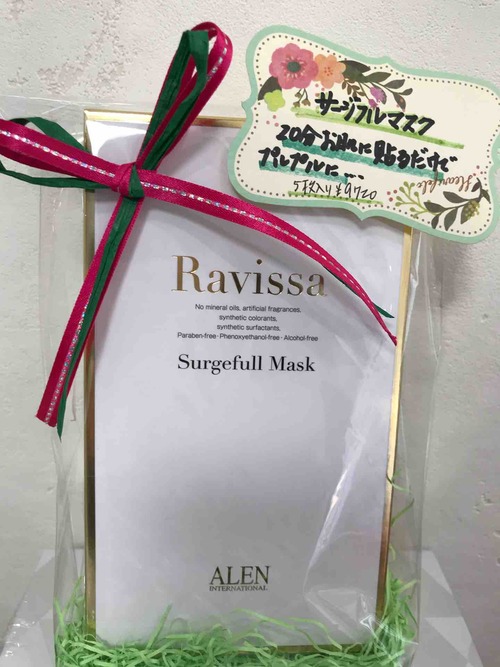 サージフルマスク
20分お肌に貼るだけで
プルプルに...
5枚入り¥9720
Ravissa
No mineral oils, artificial fragrances,
synthetic colorants,
synthetic surfactants,
Paraben-free・Phenoxyethanol-free・Alcohol-free
Surgefull Mask
ALEN
INTERNATIONAL